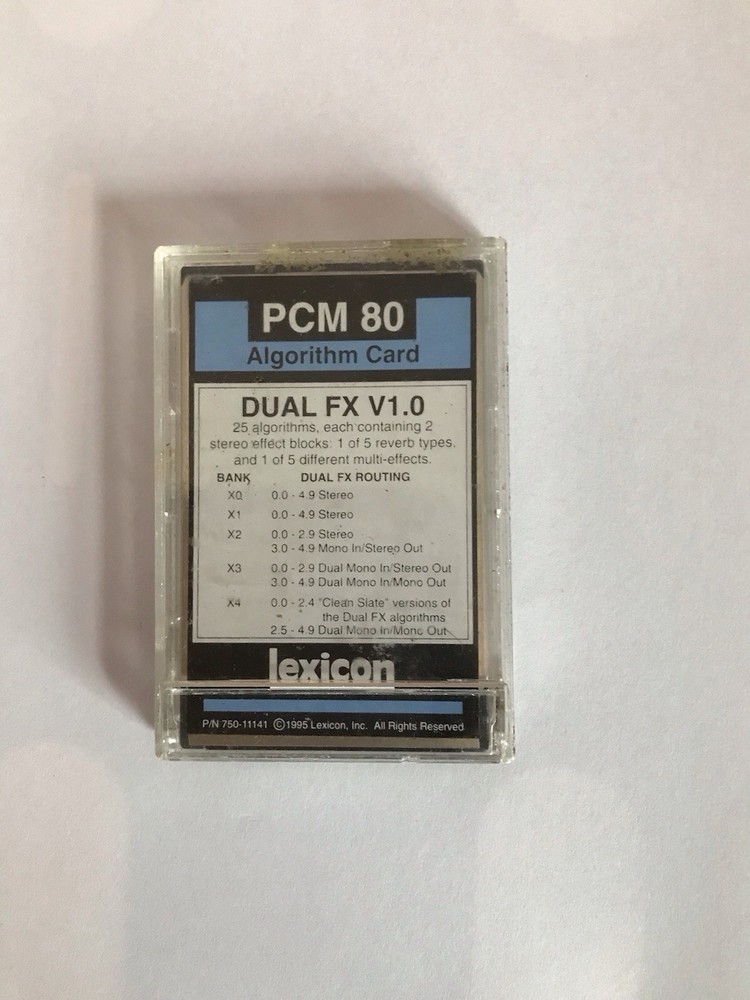 PCM 80
Algorithm Card
DUAL FX V1.0
25 algorithms, each containing 2
stereo effect blocks: 1 of 5 reverb types.
and 1 of 5 different multi-effects.
BANK DUAL FX ROUTING
X0 0.0 - 4.9 Stereo
X1 0.0 - 4.9 Stereo
X2 0.0 - 2.9 Stereo
3.0 - 4.9 Mono In/Stereo Out
X3 0.0 - 2.9 Dual Mono In/Stereo Out
3.0 - 4.9 Dual Mono In/Mono Out
X4 0.0 - 2.4 "Clean Slate" versions of
the Dual FX algorithms
2.5 - 4.9 Dual Mono In/Mono Out
lexicon
P/N 750-11141 ©1995 Lexicon, Inc. All Rights Reserved